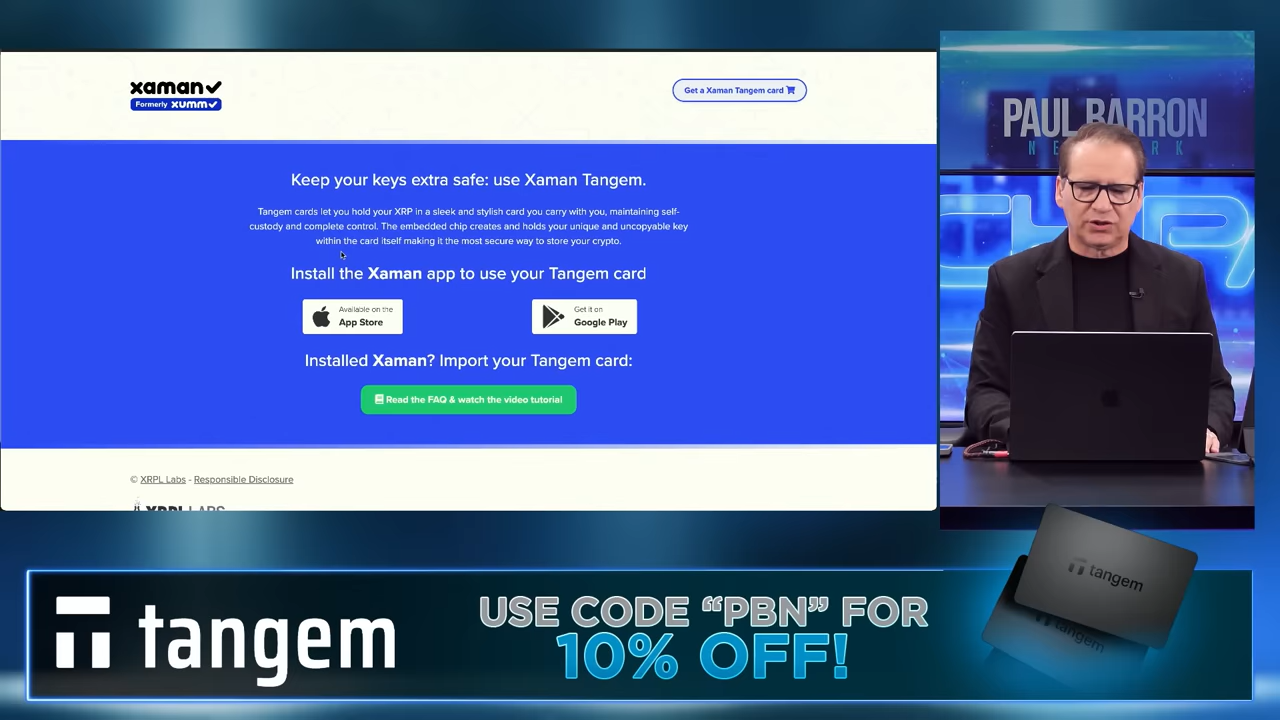 xaman
Formerly xumm
Get a Xaman Tangem card
Keep your keys extra safe: use Xaman Tangem.
Tangem cards let you hold your XRP in a sleek and stylish card you carry with you, maintaining self-
custody and complete control. The embedded chip creates and holds your unique and uncopyable key
within the card itself making it the most secure way to store your crypto.
Install the Xaman app to use your Tangem card
Available on the
App Store
Get it on
Google Play
Installed Xaman? Import your Tangem card:
Read the FAQ & watch the video tutorial
© XRPL Labs - Responsible Disclosure
XRPL LABS
PAUL BARRON
tangem
USE CODE “PBN” FOR
10% OFF!
tangem
tangem